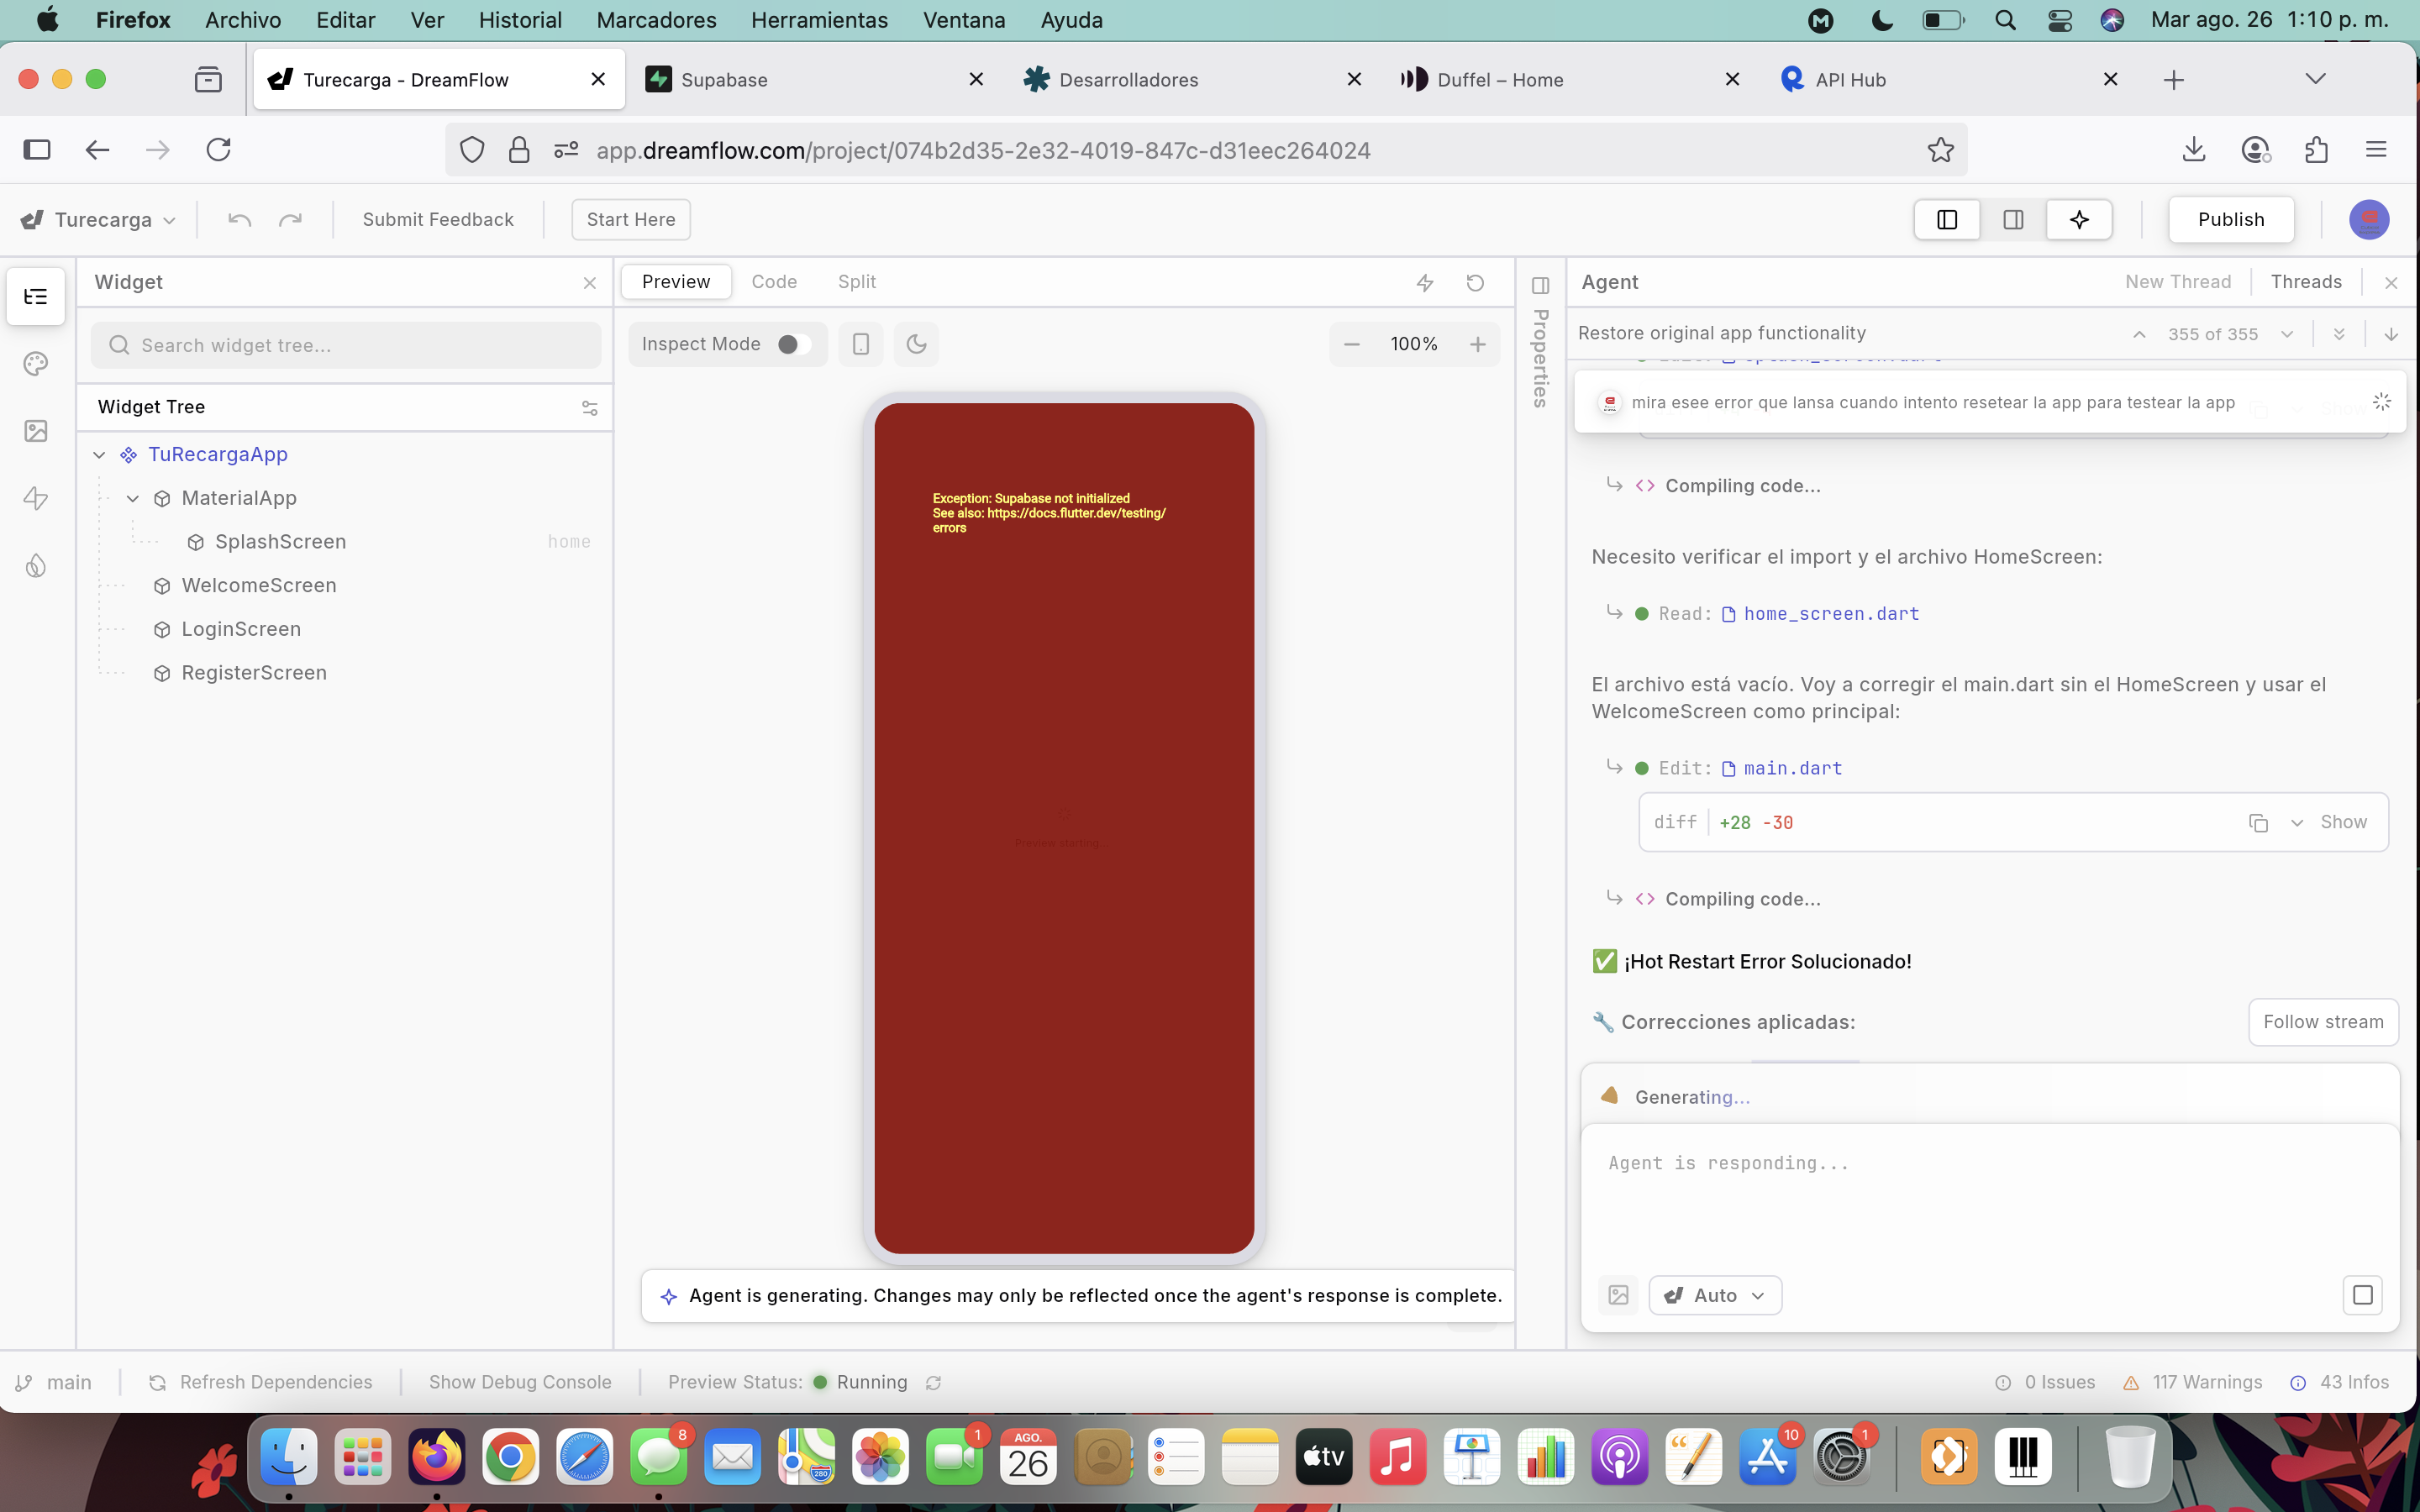 Firefox Archivo Editar Ver Historial Marcadores Herramientas Ventana Ayuda Mar ago. 26 1:10 p. m.
Turecarga - DreamFlow Supabase Desarrolladores Duffel – Home API Hub
app.dreamflow.com/project/074b2d35-2e32-4019-847c-d31eec264024
Turecarga Submit Feedback Start Here Publish
Widget
Search widget tree...
Widget Tree
TuRecargaApp
MaterialApp
SplashScreen home
WelcomeScreen
LoginScreen
RegisterScreen
Preview Code Split
Inspect Mode 100%
Exception: Supabase not initialized
See also: https://docs.flutter.dev/testing/
errors
Preview starting
Agent is generating. Changes may only be reflected once the agent's response is complete.
Properties
Agent New Thread Threads
Restore original app functionality 355 of 355
mira esee error que lansa cuando intento resetear la app para testear la app
Compiling code...
Necesito verificar el import y el archivo HomeScreen:
Read: home_screen.dart
El archivo está vacío. Voy a corregir el main.dart sin el HomeScreen y usar el
WelcomeScreen como principal:
Edit: main.dart
diff +28 -30 Show
Compiling code...
✅ ¡Hot Restart Error Solucionado!
🔧 Correcciones aplicadas:
Follow stream
Generating...
Agent is responding...
Auto
main Refresh Dependencies Show Debug Console Preview Status: Running 0 Issues 117 Warnings 43 Infos
8 1 AGO. 26 280 tv 10 1